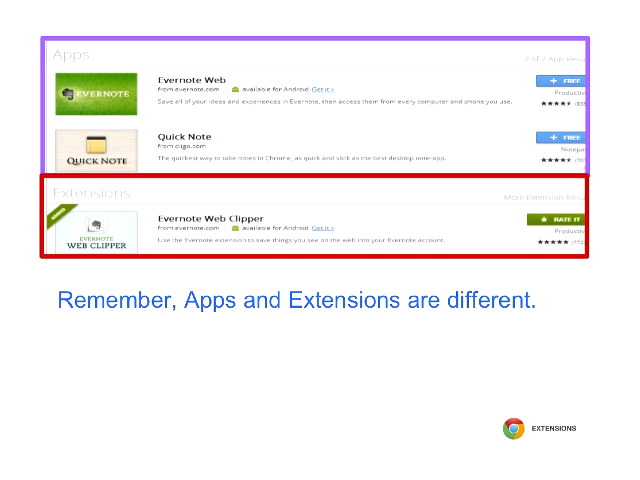 Apps
2 of 2 App Resu
EVERNOTE
Evernote Web
from evernote.com available for Android Get it »
Save all of your ideas and experiences in Evernote, then access them from every computer and phone you use.
+ FREE
Productiv
QUICK NOTE
Quick Note
from diigo.com
The quickest way to take notes in Chrome, as quick and slick as the best desktop note-app.
+ FREE
Notepa
Extensions
More Extension Resu
ADDED
EVERNOTE
WEB CLIPPER
Evernote Web Clipper
from evernote.com available for Android Get it »
Use the Evernote extension to save things you see on the web into your Evernote account.
★ RATE IT
Productiv
Remember, Apps and Extensions are different.
EXTENSIONS